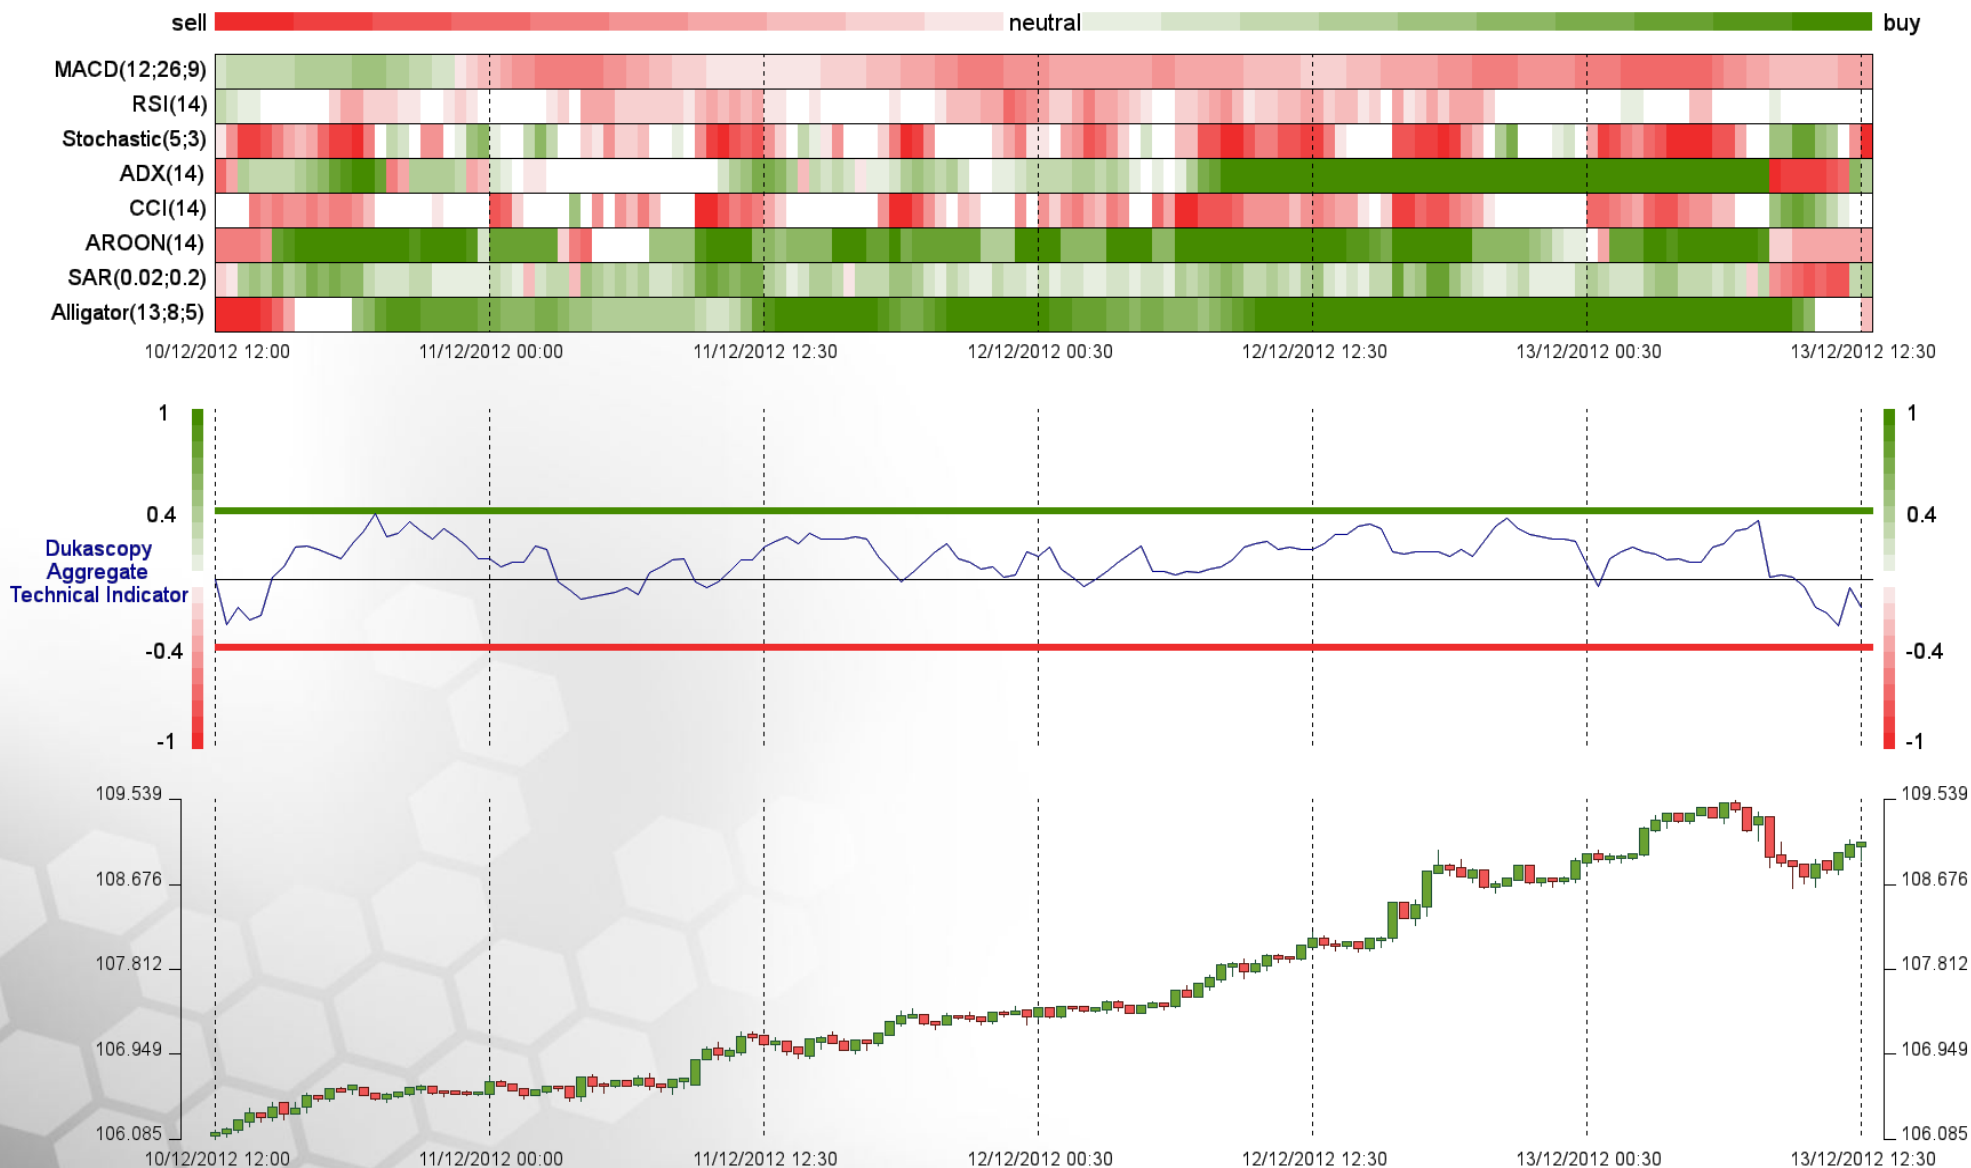 sell neutral buy
MACD(12;26;9)
RSI(14)
Stochastic(5;3)
ADX(14)
CCI(14)
AROON(14)
SAR(0.02;0.2)
Alligator(13;8;5)
10/12/2012 12:00 11/12/2012 00:00 11/12/2012 12:30 12/12/2012 00:30 12/12/2012 12:30 13/12/2012 00:30 13/12/2012 12:30
1 1
0.4 0.4
Dukascopy
Aggregate
Technical Indicator
-0.4 -0.4
-1 -1
109.539 109.539
108.676 108.676
107.812 107.812
106.949 106.949
106.085 106.085
10/12/2012 12:00 11/12/2012 00:00 11/12/2012 12:30 12/12/2012 00:30 12/12/2012 12:30 13/12/2012 00:30 13/12/2012 12:30